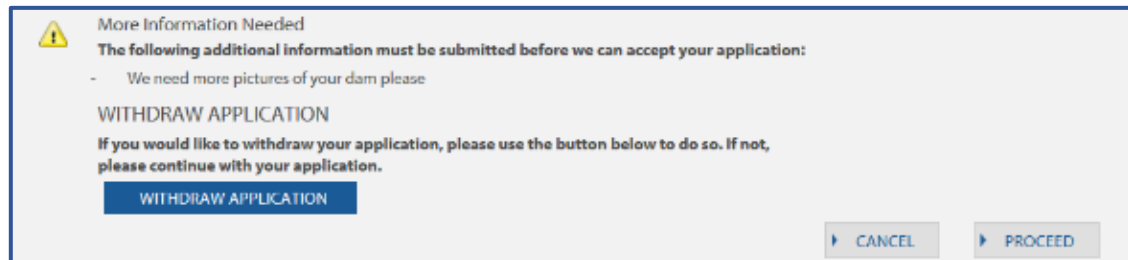 More Information Needed
The following additional information must be submitted before we can accept your application:
- We need more pictures of your dam please
WITHDRAW APPLICATION
If you would like to withdraw your application, please use the button below to do so. If not,
please continue with your application.
WITHDRAW APPLICATION
CANCEL PROCEED